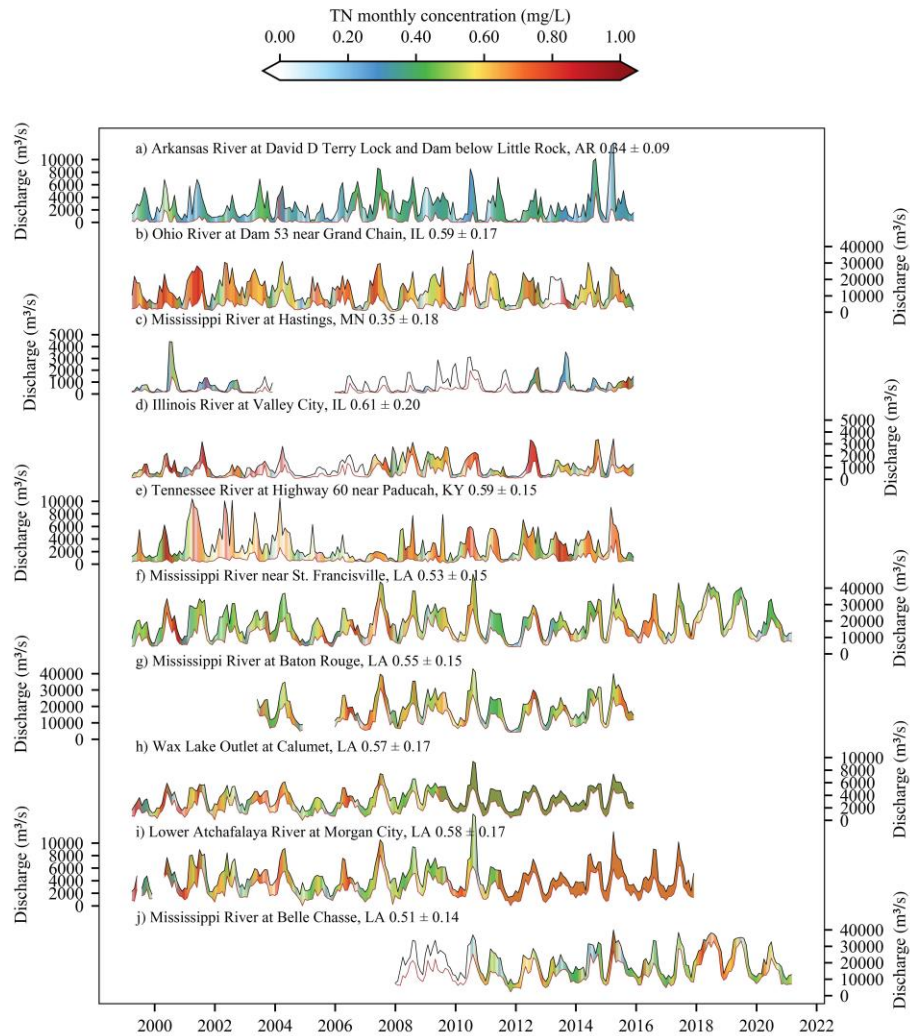 TN monthly concentration (mg/L)
0.00 0.20 0.40 0.60 0.80 1.00
a) Arkansas River at David D Terry Lock and Dam below Little Rock, AR 0.34 ± 0.09
Discharge (m³/s)
10000
8000
6000
4000
2000
0
b) Ohio River at Dam 53 near Grand Chain, IL 0.59 ± 0.17
Discharge (m³/s)
40000
30000
20000
10000
0
c) Mississippi River at Hastings, MN 0.35 ± 0.18
Discharge (m³/s)
5000
4000
3000
2000
1000
0
d) Illinois River at Valley City, IL 0.61 ± 0.20
Discharge (m³/s)
5000
4000
3000
2000
1000
0
e) Tennessee River at Highway 60 near Paducah, KY 0.59 ± 0.15
Discharge (m³/s)
10000
8000
6000
4000
2000
0
f) Mississippi River near St. Francisville, LA 0.53 ± 0.15
Discharge (m³/s)
40000
30000
20000
10000
0
g) Mississippi River at Baton Rouge, LA 0.55 ± 0.15
Discharge (m³/s)
40000
30000
20000
10000
0
h) Wax Lake Outlet at Calumet, LA 0.57 ± 0.17
Discharge (m³/s)
10000
8000
6000
4000
2000
0
i) Lower Atchafalaya River at Morgan City, LA 0.58 ± 0.17
Discharge (m³/s)
10000
8000
6000
4000
2000
0
j) Mississippi River at Belle Chasse, LA 0.51 ± 0.14
Discharge (m³/s)
40000
30000
20000
10000
0
2000 2002 2004 2006 2008 2010 2012 2014 2016 2018 2020 2022